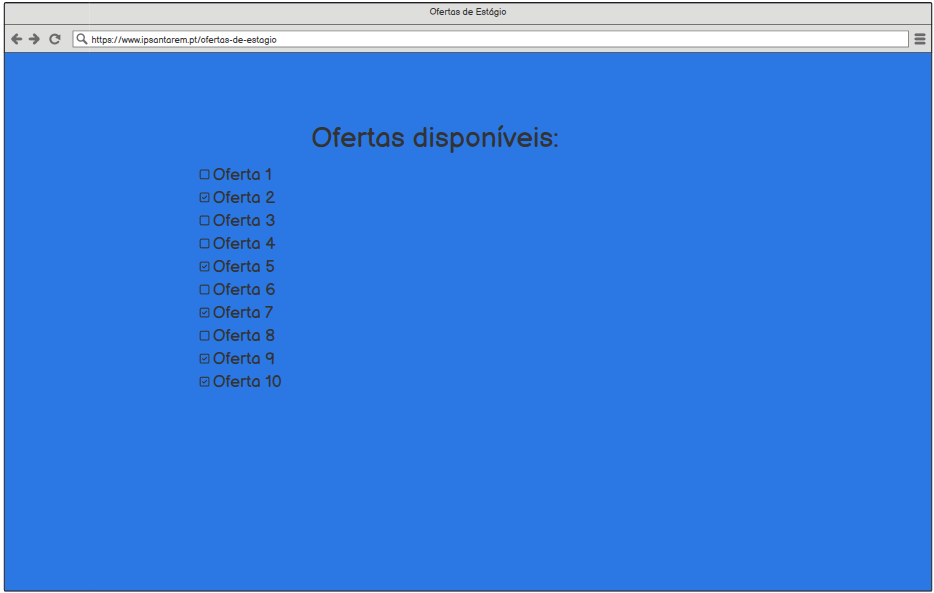 Ofertas de Estágio
https://www.ipsantarem.pt/ofertas-de-estagio
Ofertas disponíveis:
Oferta 1
Oferta 2
Oferta 3
Oferta 4
Oferta 5
Oferta 6
Oferta 7
Oferta 8
Oferta 9
Oferta 10